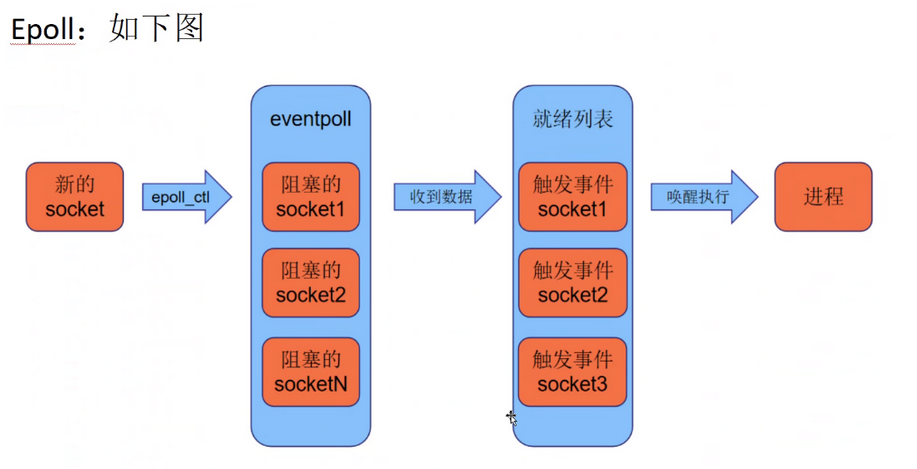 Epoll：如下图
新的
socket
epoll_ctl
eventpoll
阻塞的
socket1
阻塞的
socket2
阻塞的
socketN
收到数据
就绪列表
触发事件
socket1
触发事件
socket2
触发事件
socket3
唤醒执行
进程